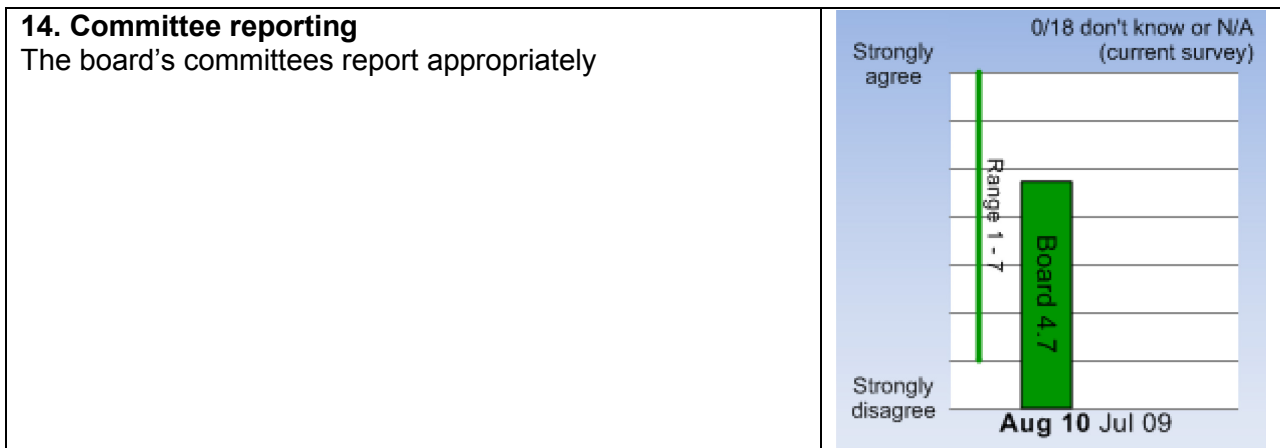 14. Committee reporting
The board’s committees report appropriately
0/18 don't know or N/A
(current survey)
Strongly
agree
Range 1 - 7
Board 4.7
Strongly
disagree
Aug 10 Jul 09